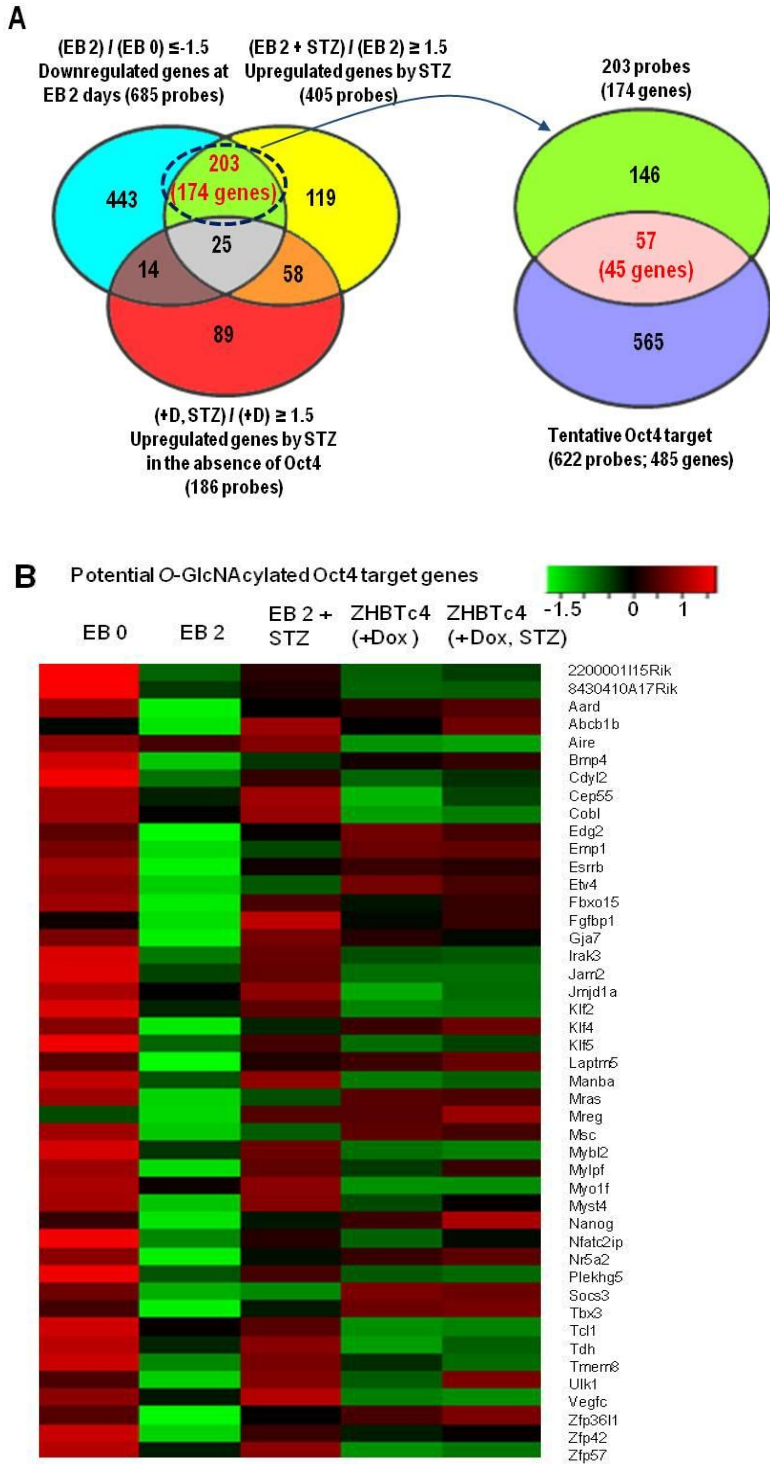 A
(EB 2) / (EB 0) ≤-1.5
Downregulated genes at
EB 2 days (685 probes)
(EB 2 + STZ) / (EB 2) ≥ 1.5
Upregulated genes by STZ
(405 probes)
203 probes
(174 genes)
443
203
(174 genes)
119
25
14
58
89
146
57
(45 genes)
565
(+D, STZ) / (+D) ≥ 1.5
Upregulated genes by STZ
in the absence of Oct4
(186 probes)
Tentative Oct4 target
(622 probes; 485 genes)
B
Potential O-GlcNAcylated Oct4 target genes
-1.5 0 1
EB 0
EB 2
EB 2 +
STZ
ZHBTc4
(+Dox)
ZHBTc4
(+Dox, STZ)
2200001I15Rik
8430410A17Rik
Aard
Abcb1b
Aire
Bmp4
Cdyl2
Cep55
Cobl
Edg2
Emp1
Esrrb
Etv4
Fbxo15
Fgfbp1
Gja7
Irak3
Jam2
Jmjd1a
Klf2
Klf4
Klf5
Laptm5
Manba
Mras
Mreg
Msc
Mybl2
Mylpf
Myo1f
Myst4
Nanog
Nfatc2ip
Nr5a2
Plekhg5
Socs3
Tbx3
Tcl1
Tdh
Tmem8
Ulk1
Vegfc
Zfp36l1
Zfp42
Zfp57